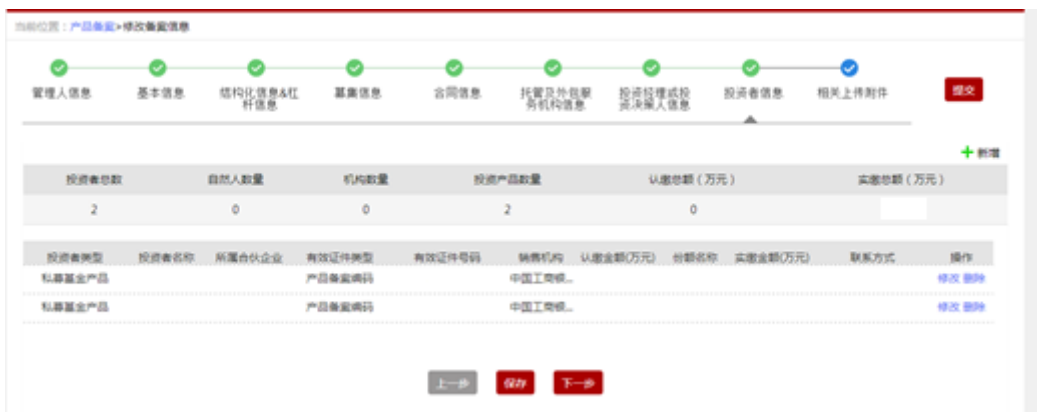 当前位置：产品备案>修改备案信息
管理人信息 基本信息 结构化信息&杠杆信息 募集信息 合同信息 托管及外包服务机构信息 投资经理或投资决策人信息 投资者信息 相关上传附件 提交
新增
投资者总数 自然人数量 机构数量 投资产品数量 认缴总额（万元） 实缴总额（万元）
2 0 0 2 0
投资者类型 投资者名称 所属合伙企业 有效证件类型 有效证件号码 销售机构 认缴金额(万元) 份额名称 实缴金额(万元) 联系方式 操作
私募基金产品 产品备案编码 中国工商银... 修改 删除
私募基金产品 产品备案编码 中国工商银... 修改 删除
上一步 保存 下一步